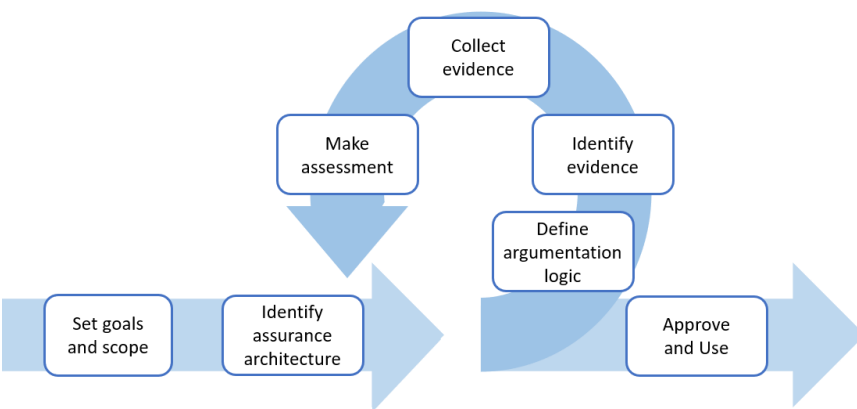 Set goals
and scope
Identify
assurance
architecture
Define
argumentation
logic
Identify
evidence
Collect
evidence
Make
assessment
Approve
and Use